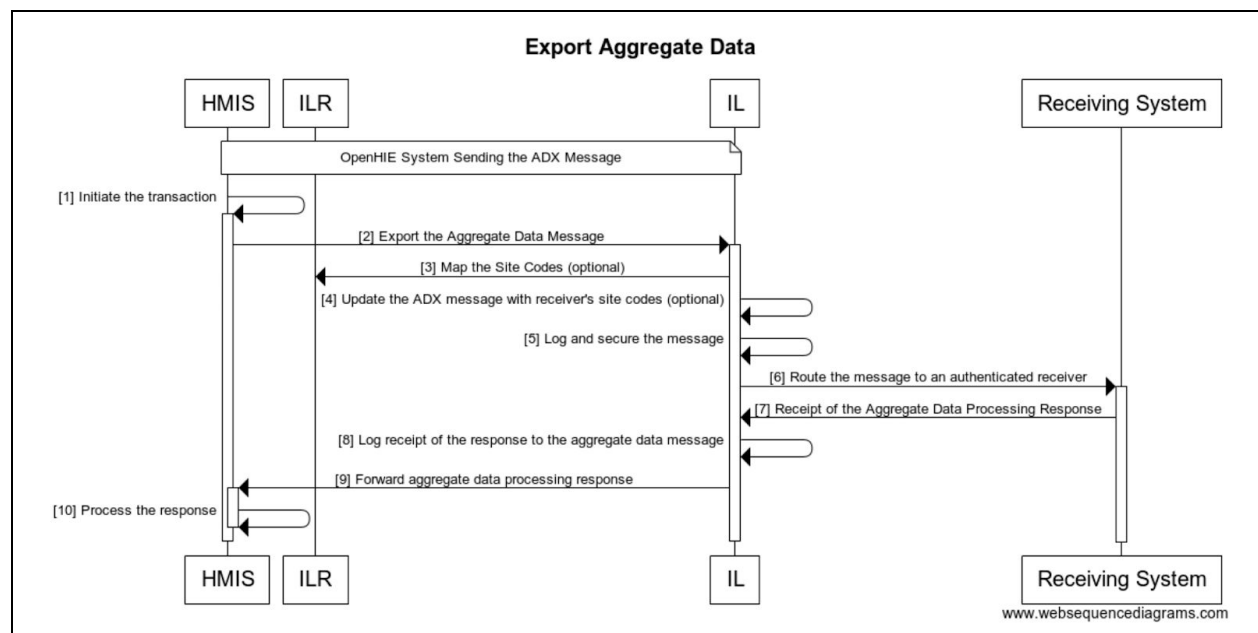 Export Aggregate Data
HMIS
ILR
IL
Receiving System
OpenHIE System Sending the ADX Message
[1] Initiate the transaction
[2] Export the Aggregate Data Message
[3] Map the Site Codes (optional)
[4] Update the ADX message with receiver's site codes (optional)
[5] Log and secure the message
[6] Route the message to an authenticated receiver
[7] Receipt of the Aggregate Data Processing Response
[8] Log receipt of the response to the aggregate data message
[9] Forward aggregate data processing response
[10] Process the response
HMIS
ILR
IL
Receiving System
www.websequencediagrams.com